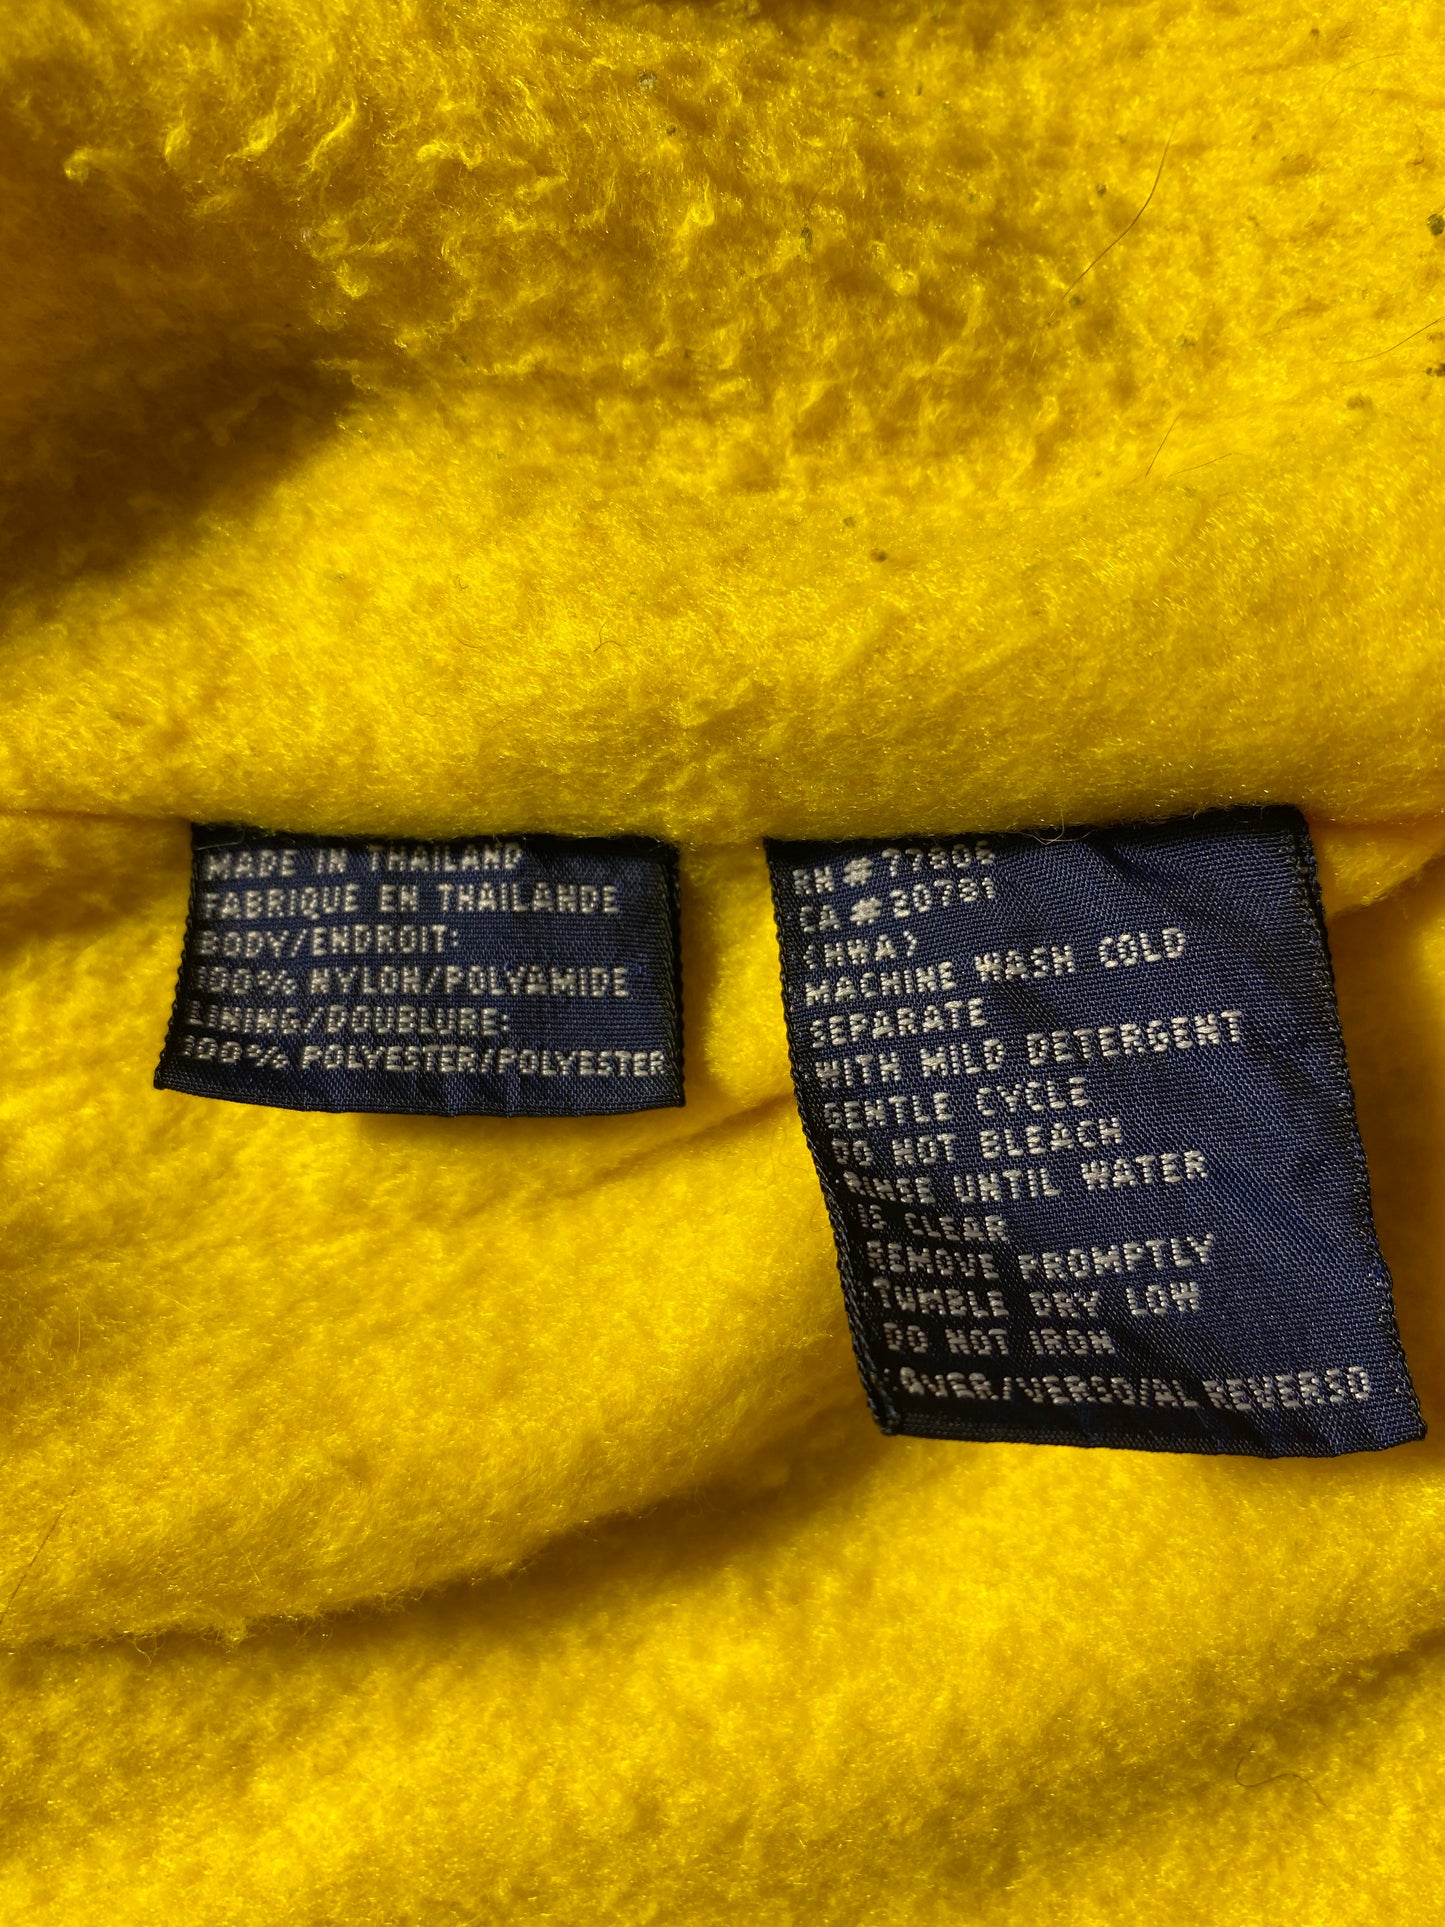 MADE IN THAILAND
FABRIQUE EN THAILANDE
BODY/ENDROIT:
100% NYLON/POLYAMIDE
LINING/DOUBLURE:
100% POLYESTER/POLYESTER
RN # 77806
CA # 20781
(HWA)
MACHINE WASH COLD
SEPARATE
WITH MILD DETERGENT
GENTLE CYCLE
DO NOT BLEACH
RINSE UNTIL WATER
IS CLEAR
REMOVE PROMPTLY
TUMBLE DRY LOW
DO NOT IRON
/OVER/VERSO/AL REVERSO